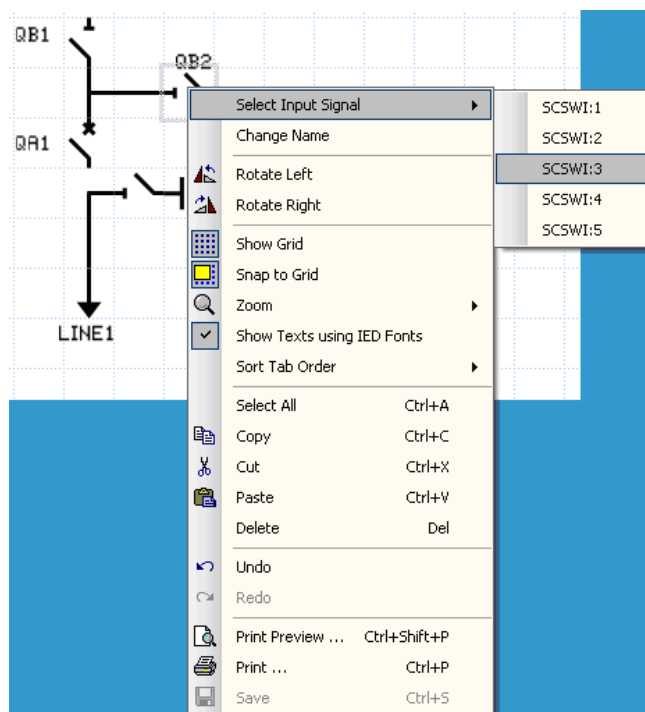 QB1
QB2
QA1
LINE1
Select Input Signal
SCSWI:1
SCSWI:2
SCSWI:3
SCSWI:4
SCSWI:5
Change Name
Rotate Left
Rotate Right
Show Grid
Snap to Grid
Zoom
Show Texts using IED Fonts
Sort Tab Order
Select All Ctrl+A
Copy Ctrl+C
Cut Ctrl+X
Paste Ctrl+V
Delete Del
Undo
Redo
Print Preview ... Ctrl+Shift+P
Print ... Ctrl+P
Save Ctrl+S